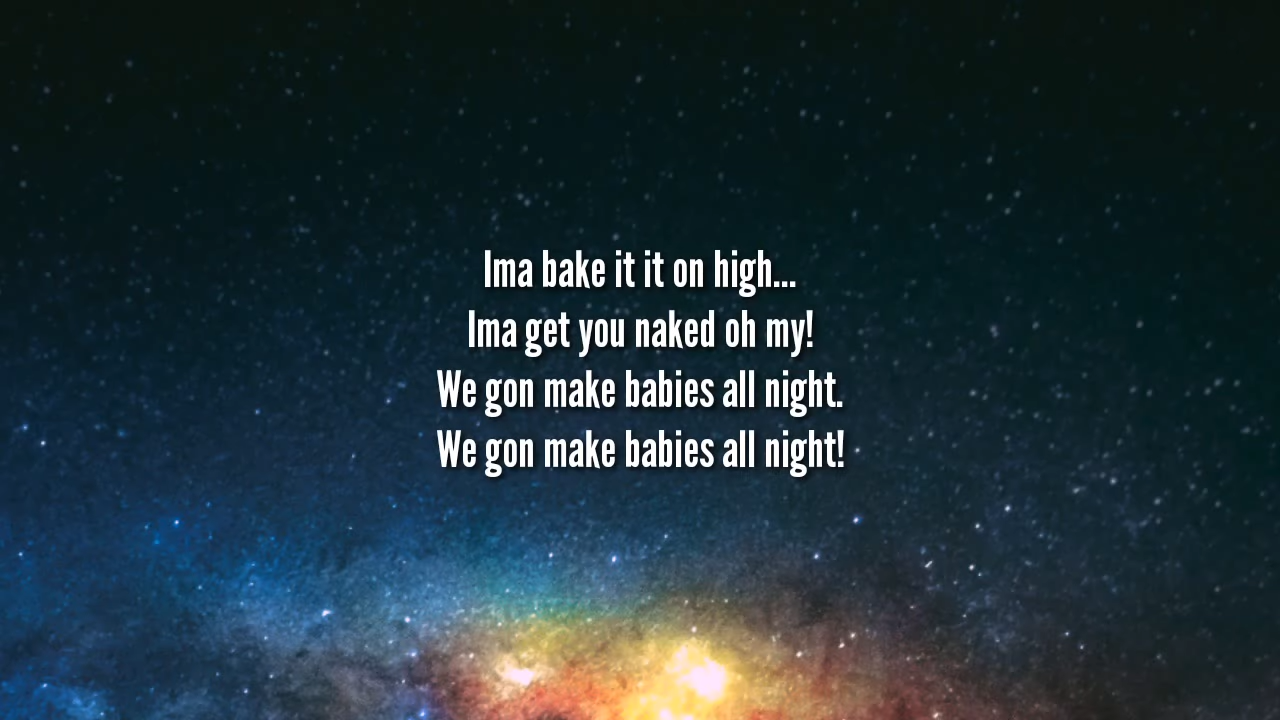 Ima bake it it on high...
Ima get you naked oh my!
We gon make babies all night.
We gon make babies all night!